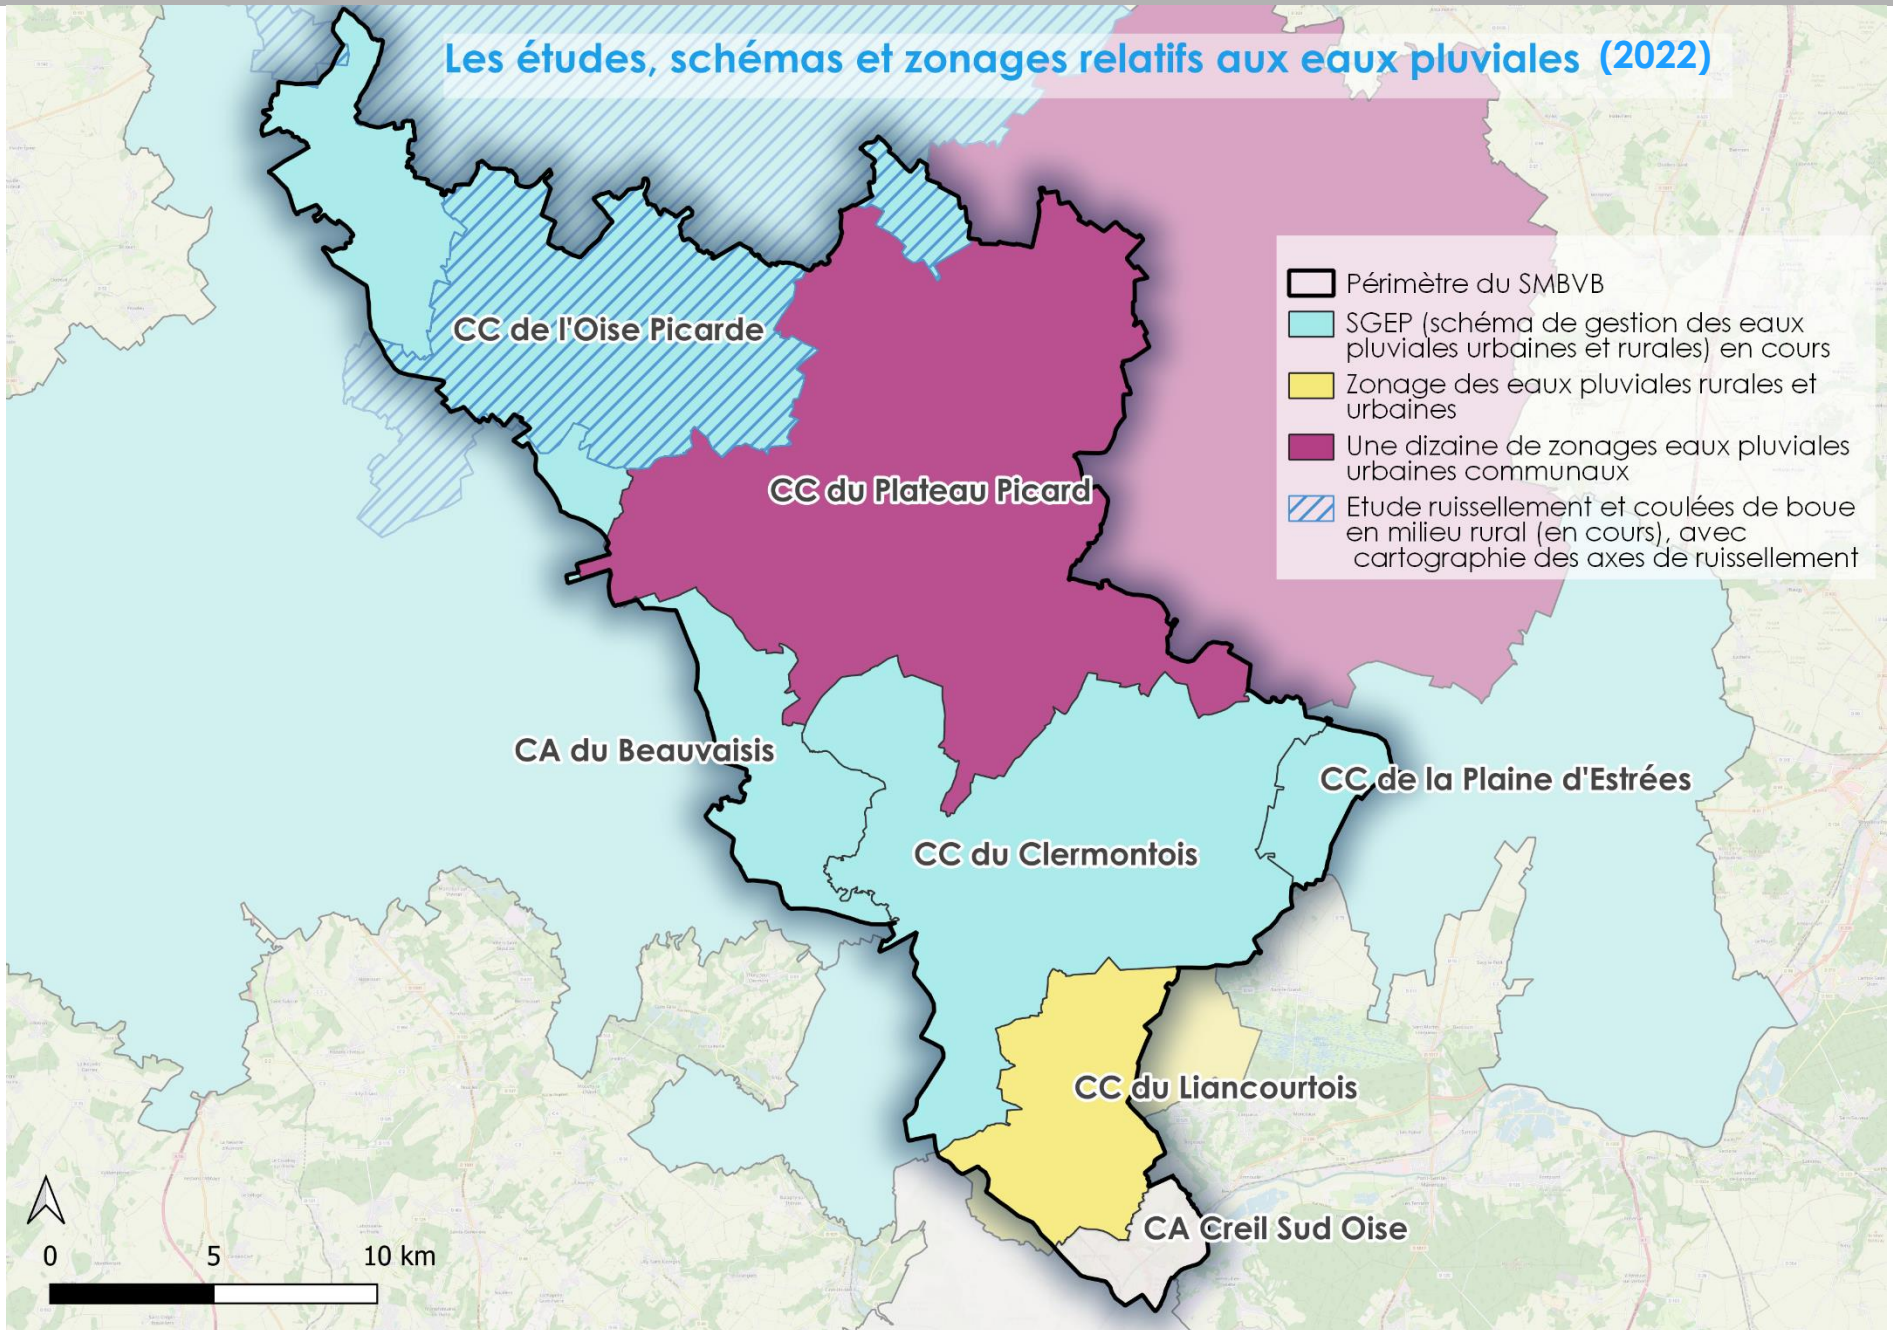 Les études, schémas et zonages relatifs aux eaux pluviales (2022)
Périmètre du SMBVB
SGEP (schéma de gestion des eaux
pluviales urbaines et rurales) en cours
Zonage des eaux pluviales rurales et
urbaines
Une dizaine de zonages eaux pluviales
urbaines communaux
Etude ruissellement et coulées de boue
en milieu rural (en cours), avec
cartographie des axes de ruissellement
CC de l'Oise Picarde
CC du Plateau Picard
CA du Beauvaisis
CC de la Plaine d'Estrées
CC du Clermontois
CC du Liancourtois
CA Creil Sud Oise
0 5 10 km